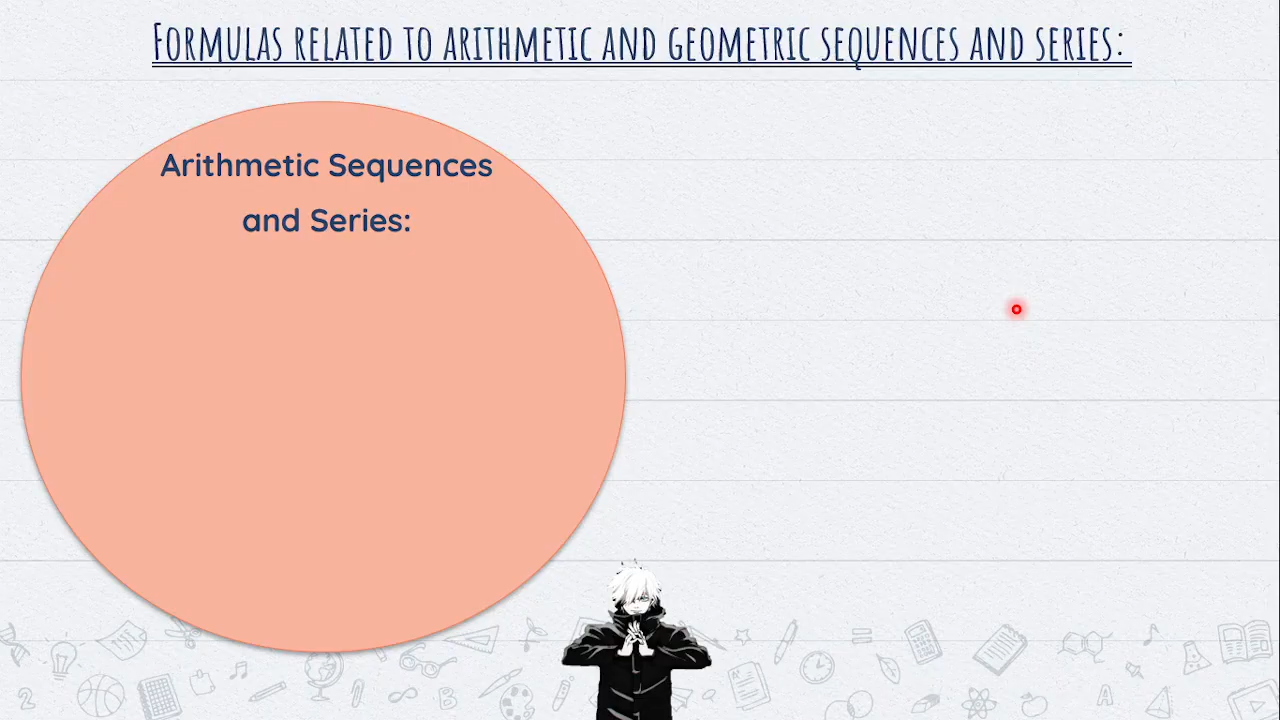 Formulas related to arithmetic and geometric sequences and series:
Arithmetic Sequences
and Series: